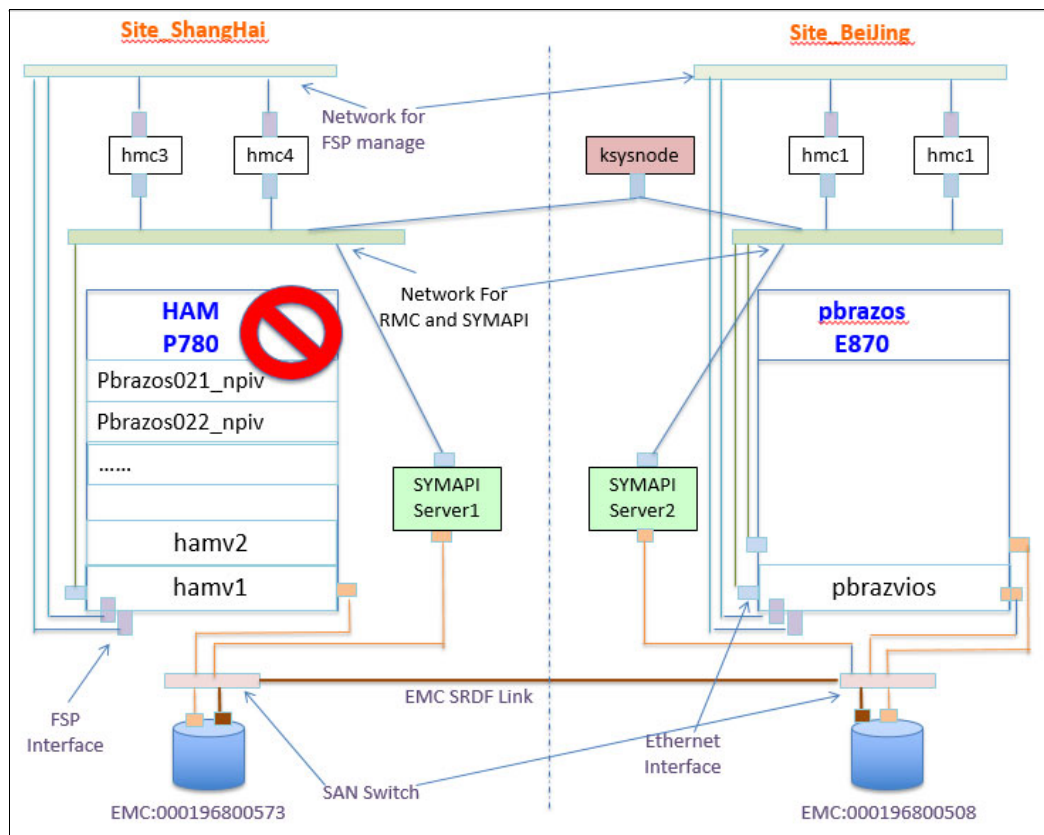 Site_ShangHai
Site_BeiJing
Network for
FSP manage
hmc3
hmc4
ksysnode
hmc1
hmc1
Network For
RMC and SYMAPI
HAM
P780
Pbrazos021_npiv
Pbrazos022_npiv
......
hamv2
hamv1
pbrazos
E870
pbrazvios
SYMAPI
Server1
SYMAPI
Server2
EMC SRDF Link
FSP
Interface
SAN Switch
Ethernet
Interface
EMC:000196800573
EMC:000196800508